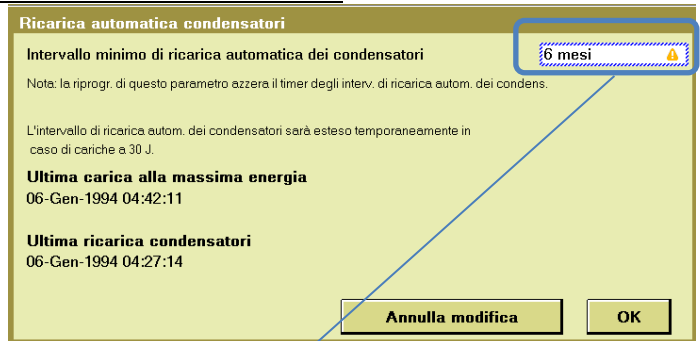 Ricarica automatica condensatori
Intervallo minimo di ricarica automatica dei condensatori 6 mesi
Nota: la riprogr. di questo parametro azzera il timer degli interv. di ricarica autom. dei condens.
L'intervallo di ricarica autom. dei condensatori sarà esteso temporaneamente in
caso di cariche a 30 J.
Ultima carica alla massima energia
06-Gen-1994 04:42:11
Ultima ricarica condensatori
06-Gen-1994 04:27:14
Annulla modifica OK